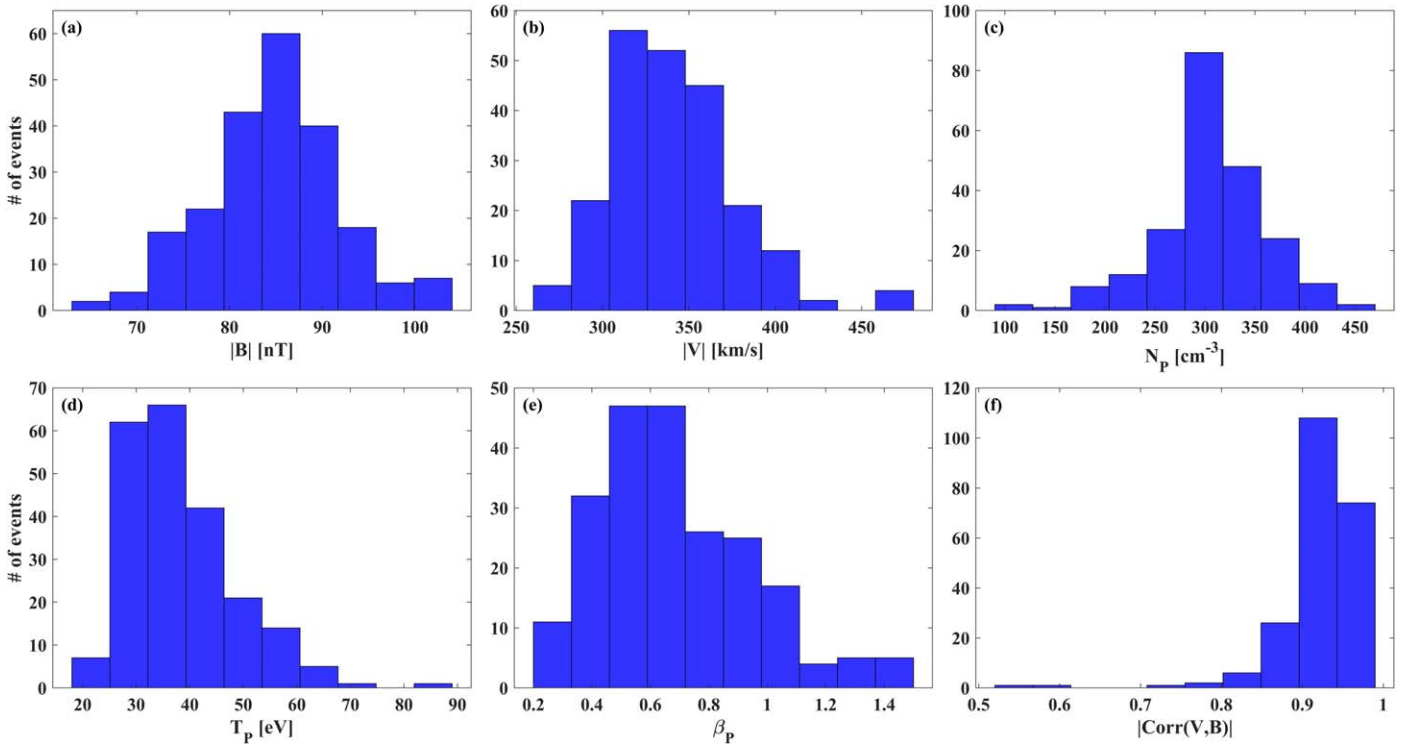 (a)
60
50
40
30
20
10
0
# of events
70 80 90 100
|B| [nT]
(b)
60
50
40
30
20
10
0
250 300 350 400 450
|V| [km/s]
(c)
100
80
60
40
20
0
100 150 200 250 300 350 400 450
N_P [cm^-3]
(d)
70
60
50
40
30
20
10
0
# of events
20 30 40 50 60 70 80 90
T_P [eV]
(e)
50
40
30
20
10
0
0.2 0.4 0.6 0.8 1 1.2 1.4
β_P
(f)
120
100
80
60
40
20
0
0.5 0.6 0.7 0.8 0.9 1
|Corr(V,B)|